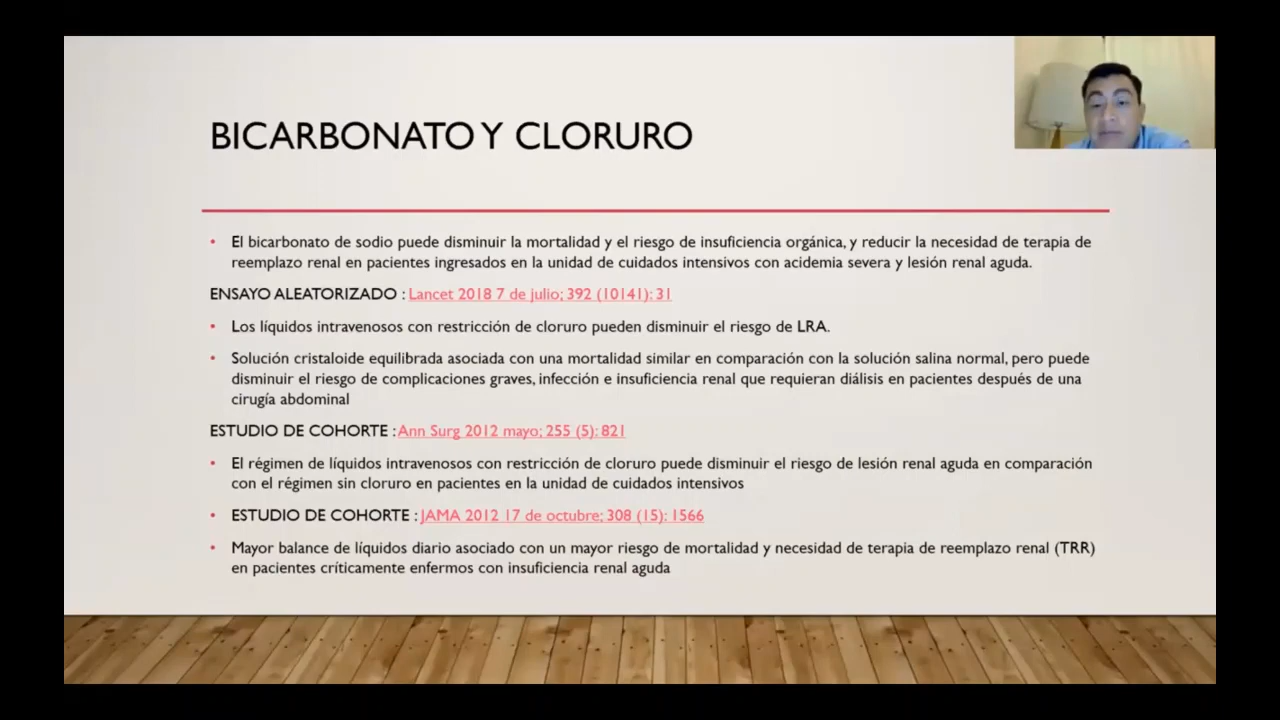 BICARBONATO Y CLORURO
• El bicarbonato de sodio puede disminuir la mortalidad y el riesgo de insuficiencia orgánica, y reducir la necesidad de terapia de
reemplazo renal en pacientes ingresados en la unidad de cuidados intensivos con acidemia severa y lesión renal aguda.
ENSAYO ALEATORIZADO : Lancet 2018 7 de julio; 392 (10141): 31
• Los líquidos intravenosos con restricción de cloruro pueden disminuir el riesgo de LRA.
• Solución cristaloide equilibrada asociada con una mortalidad similar en comparación con la solución salina normal, pero puede
disminuir el riesgo de complicaciones graves, infección e insuficiencia renal que requieran diálisis en pacientes después de una
cirugía abdominal
ESTUDIO DE COHORTE : Ann Surg 2012 mayo; 255 (5): 821
• El régimen de líquidos intravenosos con restricción de cloruro puede disminuir el riesgo de lesión renal aguda en comparación
con el régimen sin cloruro en pacientes en la unidad de cuidados intensivos
• ESTUDIO DE COHORTE : JAMA 2012 17 de octubre; 308 (15): 1566
• Mayor balance de líquidos diario asociado con un mayor riesgo de mortalidad y necesidad de terapia de reemplazo renal (TRR)
en pacientes críticamente enfermos con insuficiencia renal aguda